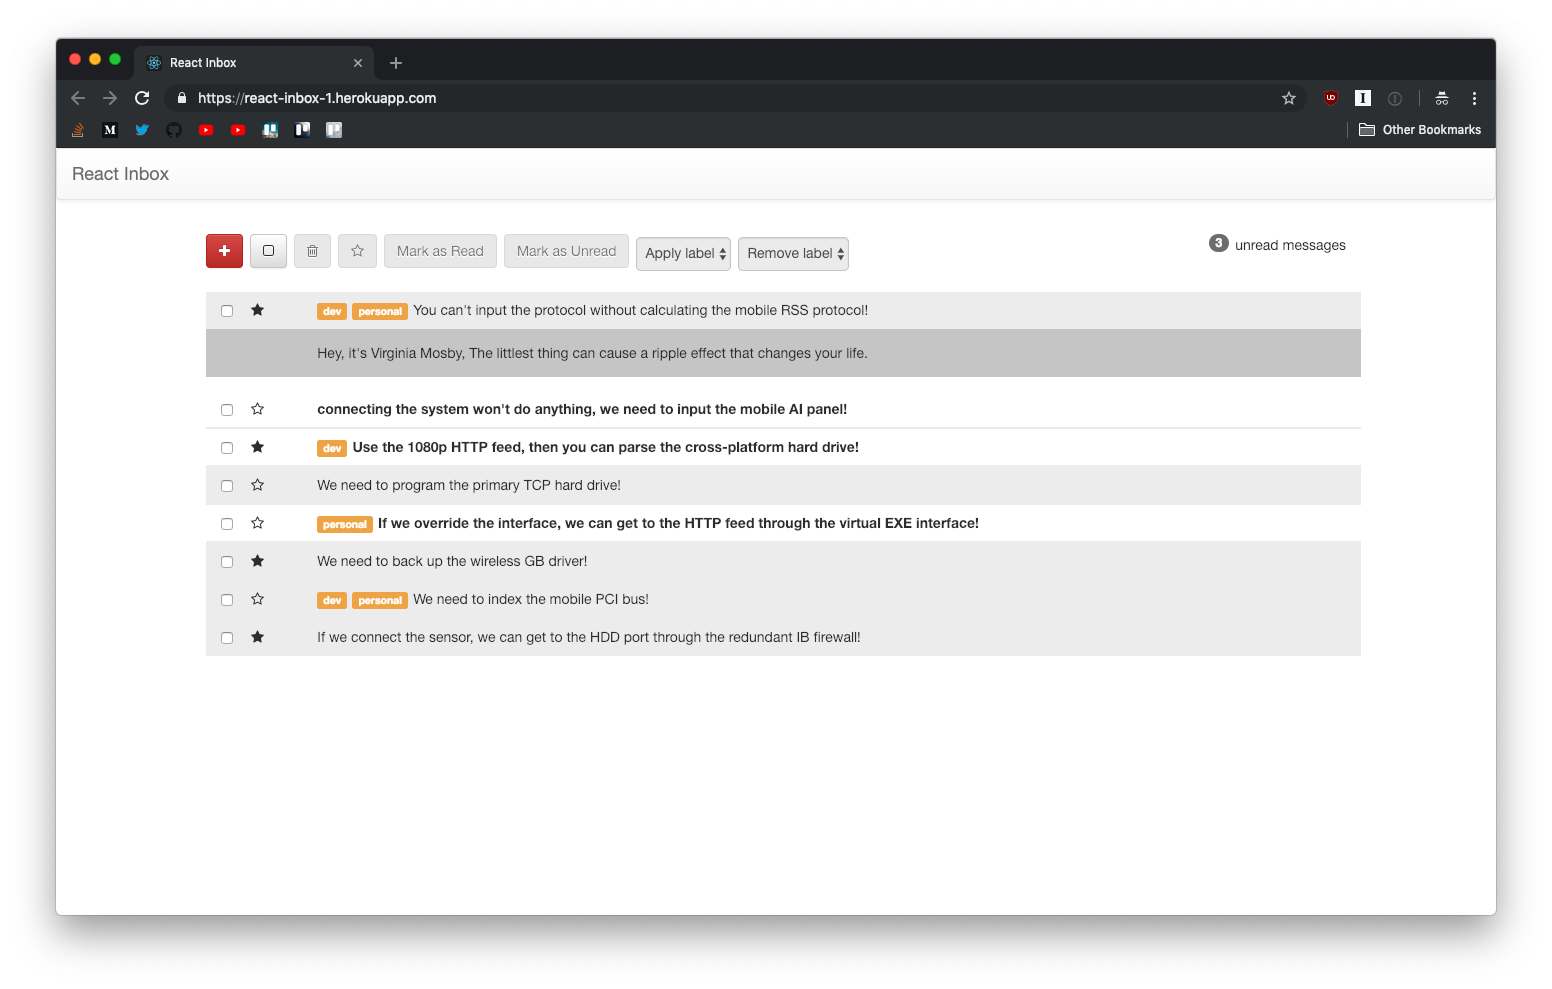 React Inbox
https://react-inbox-1.herokuapp.com
M
Other Bookmarks
React Inbox
Mark as Read Mark as Unread Apply label Remove label 3 unread messages
dev personal You can't input the protocol without calculating the mobile RSS protocol!
Hey, it's Virginia Mosby, The littlest thing can cause a ripple effect that changes your life.
connecting the system won't do anything, we need to input the mobile AI panel!
dev Use the 1080p HTTP feed, then you can parse the cross-platform hard drive!
We need to program the primary TCP hard drive!
personal If we override the interface, we can get to the HTTP feed through the virtual EXE interface!
We need to back up the wireless GB driver!
dev personal We need to index the mobile PCI bus!
If we connect the sensor, we can get to the HDD port through the redundant IB firewall!